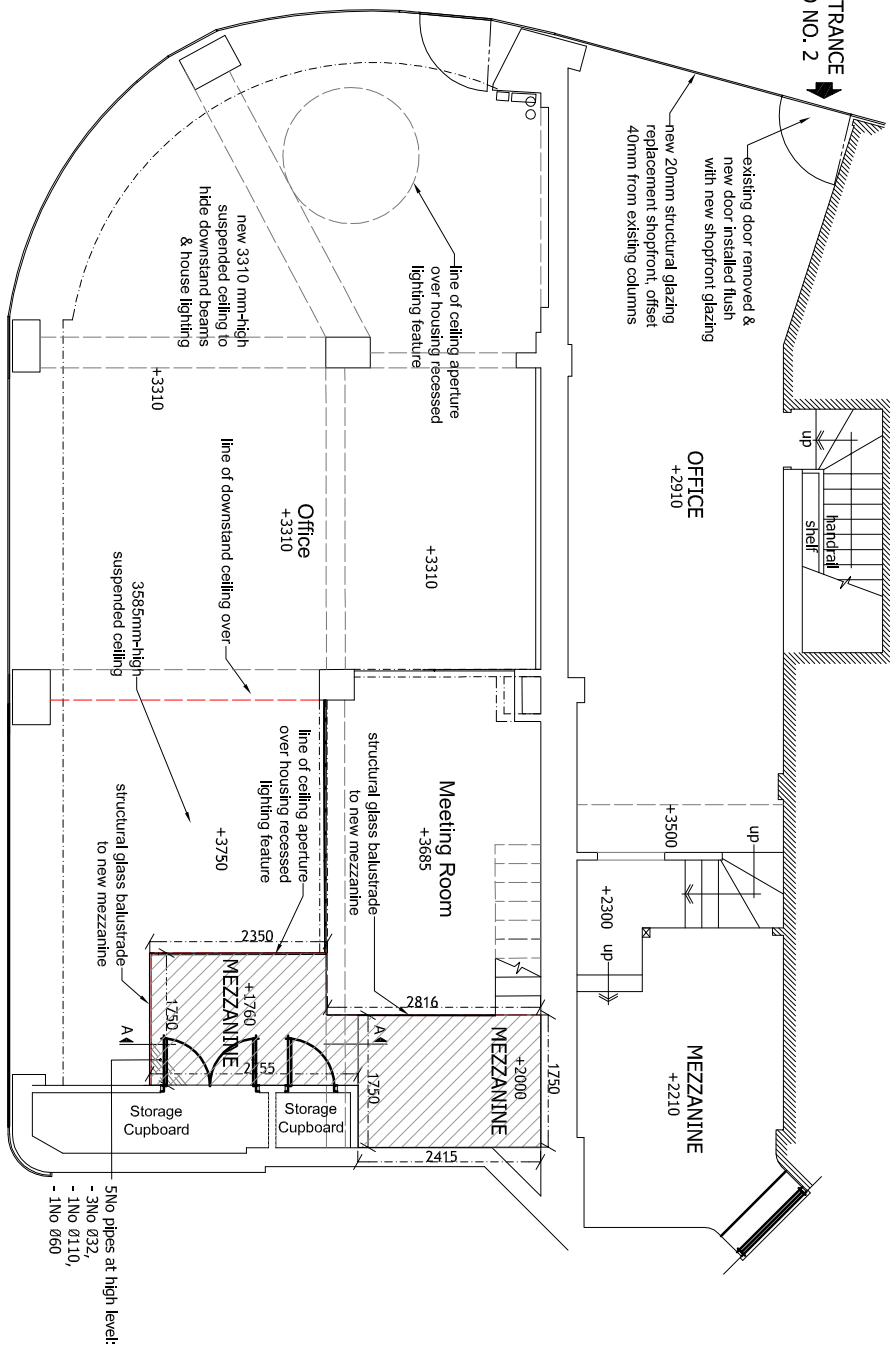 TRANCE
NO. 2
existing door removed &
new door installed flush
with new shopfront glazing
new 20mm structural glazing
replacement shopfront, offset
40mm from existing columns
line of ceiling aperture
over housing recessed
lighting feature
new 3310 mm-high
suspended ceiling to
hide downstand beams
& house lighting
up
handrail
shelf
OFFICE
+2910
+3310
Office
+3310
+3310
line of downstand ceiling over
3585mm-high
suspended ceiling
+3500
up
+2300
up
MEZZANINE
+2210
Meeting Room
+3685
structural glass balustrade
to new mezzanine
line of ceiling aperture
over housing recessed
lighting feature
+3750
structural glass balustrade
to new mezzanine
2350
2816
MEZZANINE
+1760
1750
A
A
2755
1750
MEZZANINE
+2000
1750
2415
Storage
Cupboard
Storage
Cupboard
5No pipes at high level:
- 3No Ø32,
- 1No Ø110,
- 1No Ø60